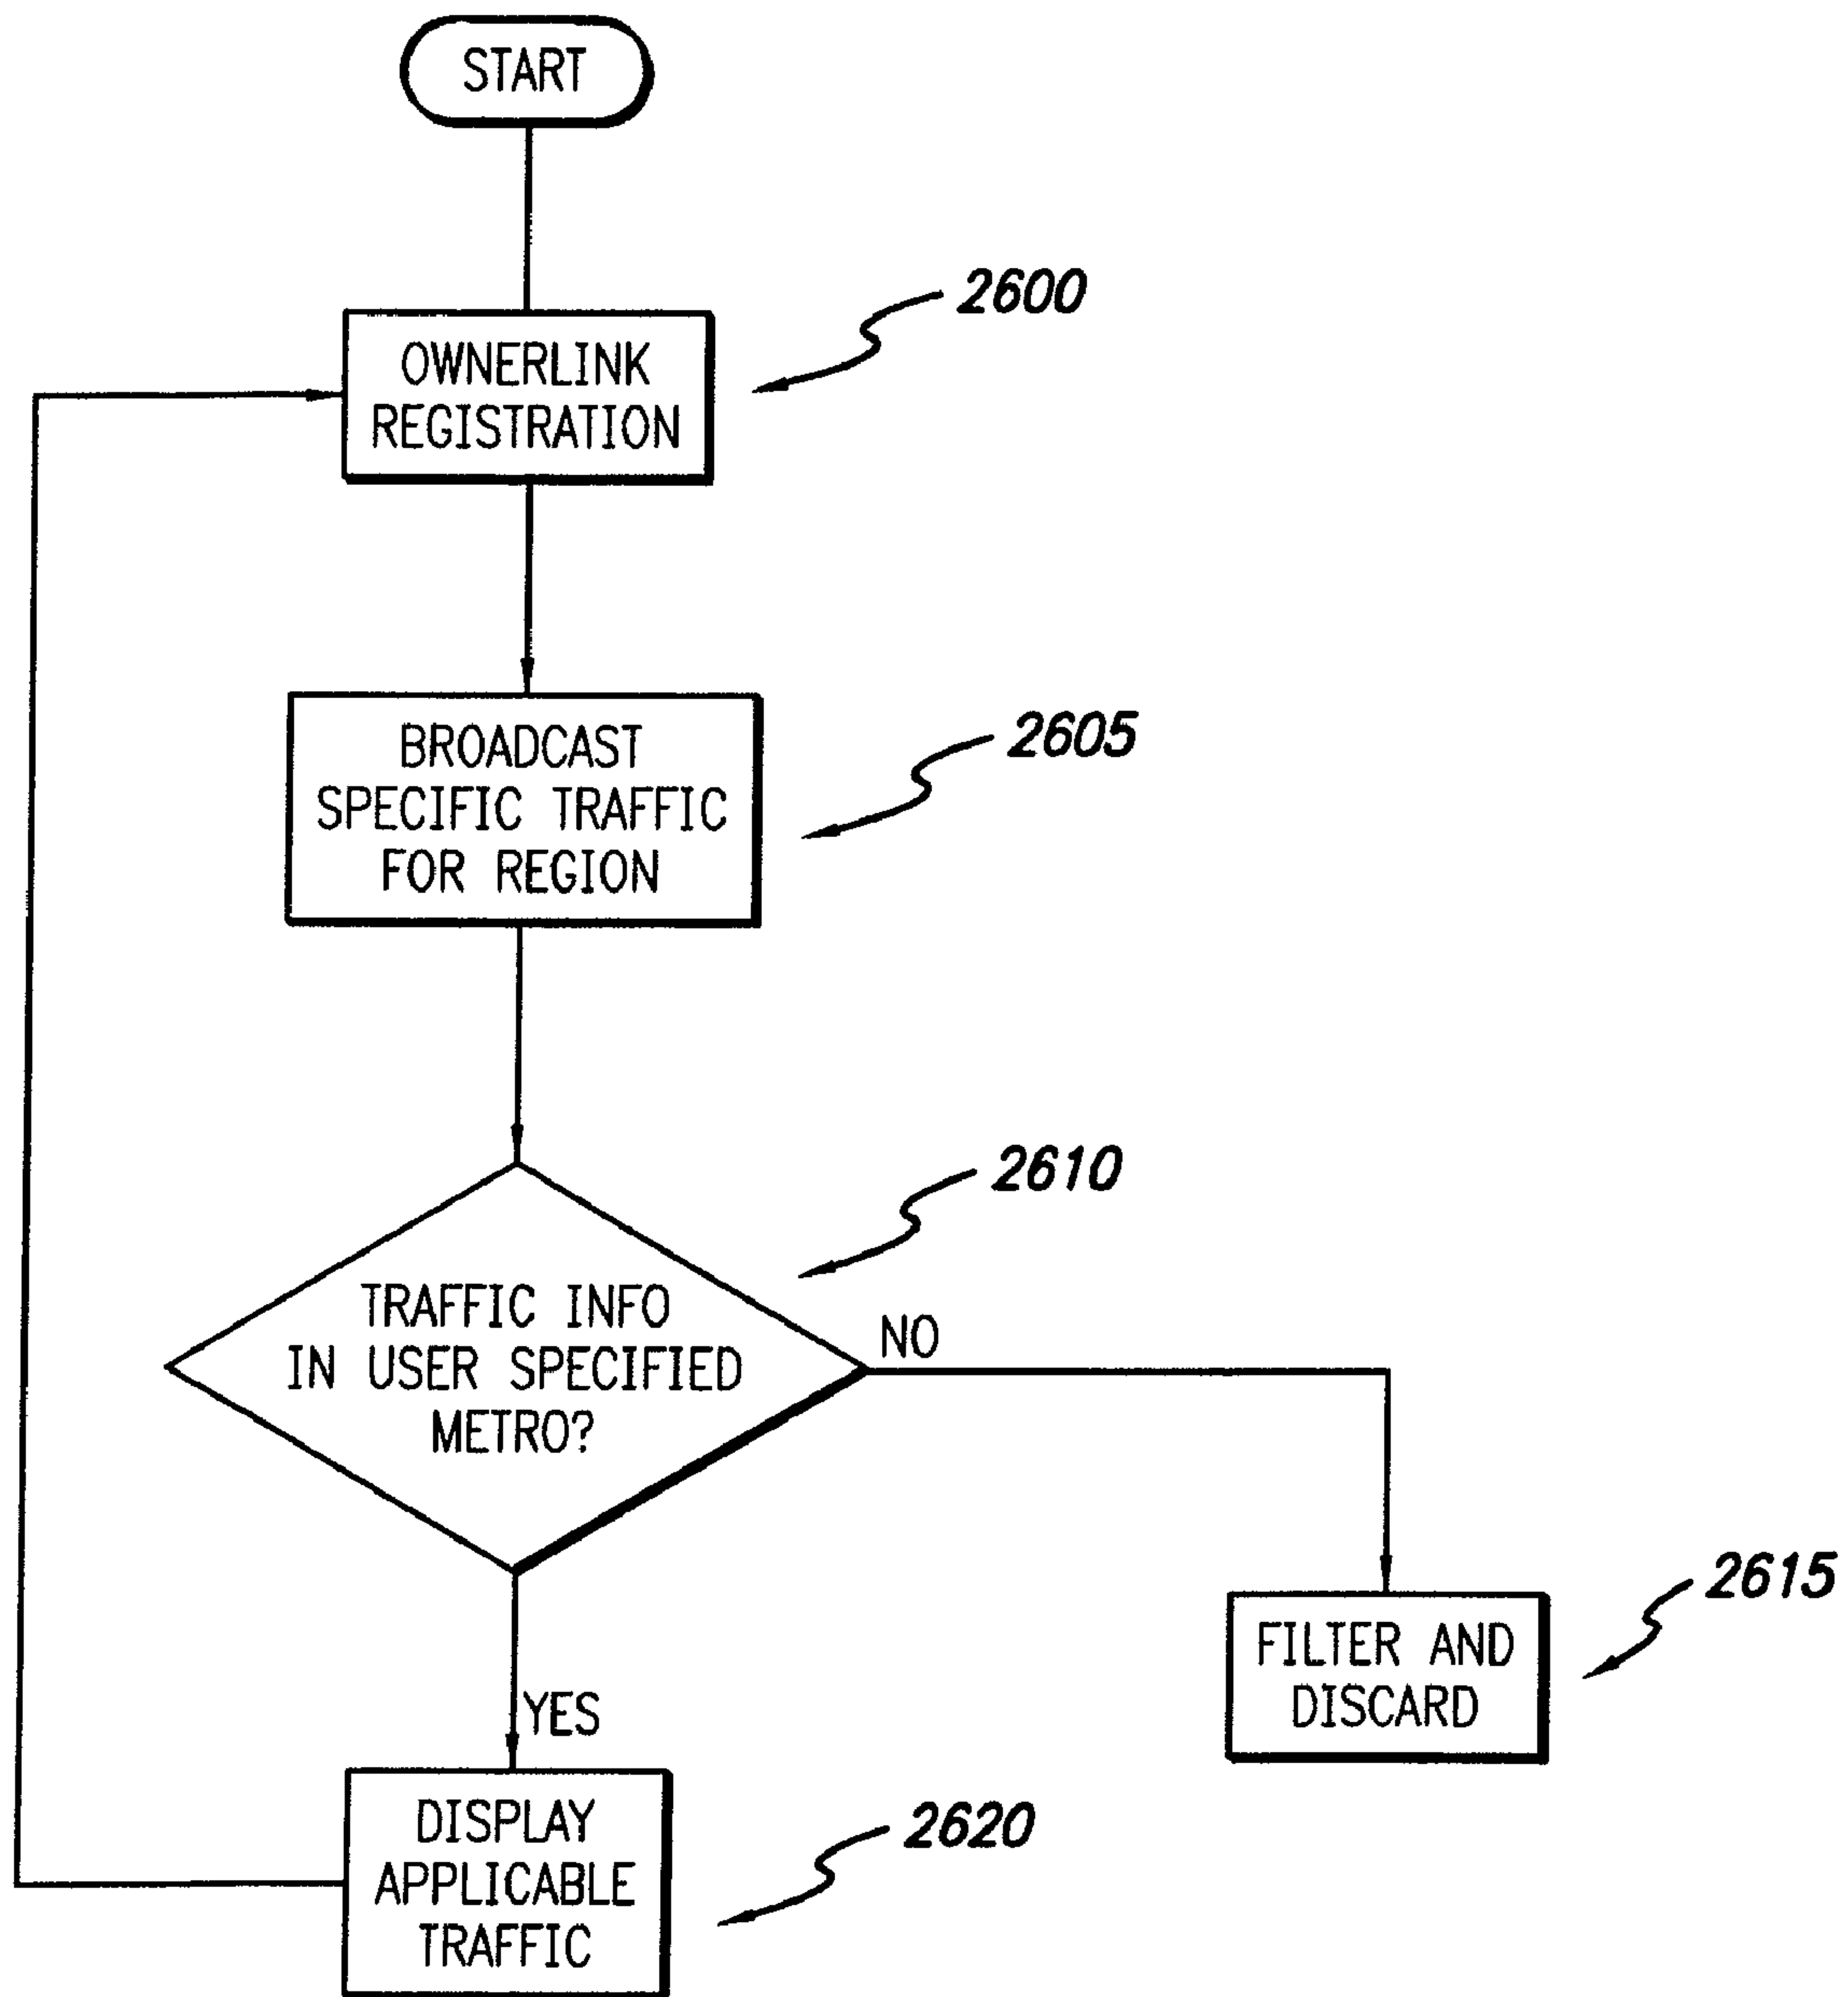 START
2600
OWNERLINK
REGISTRATION
2605
BROADCAST
SPECIFIC TRAFFIC
FOR REGION
2610
TRAFFIC INFO
IN USER SPECIFIED
METRO?
NO
2615
FILTER AND
DISCARD
YES
2620
DISPLAY
APPLICABLE
TRAFFIC